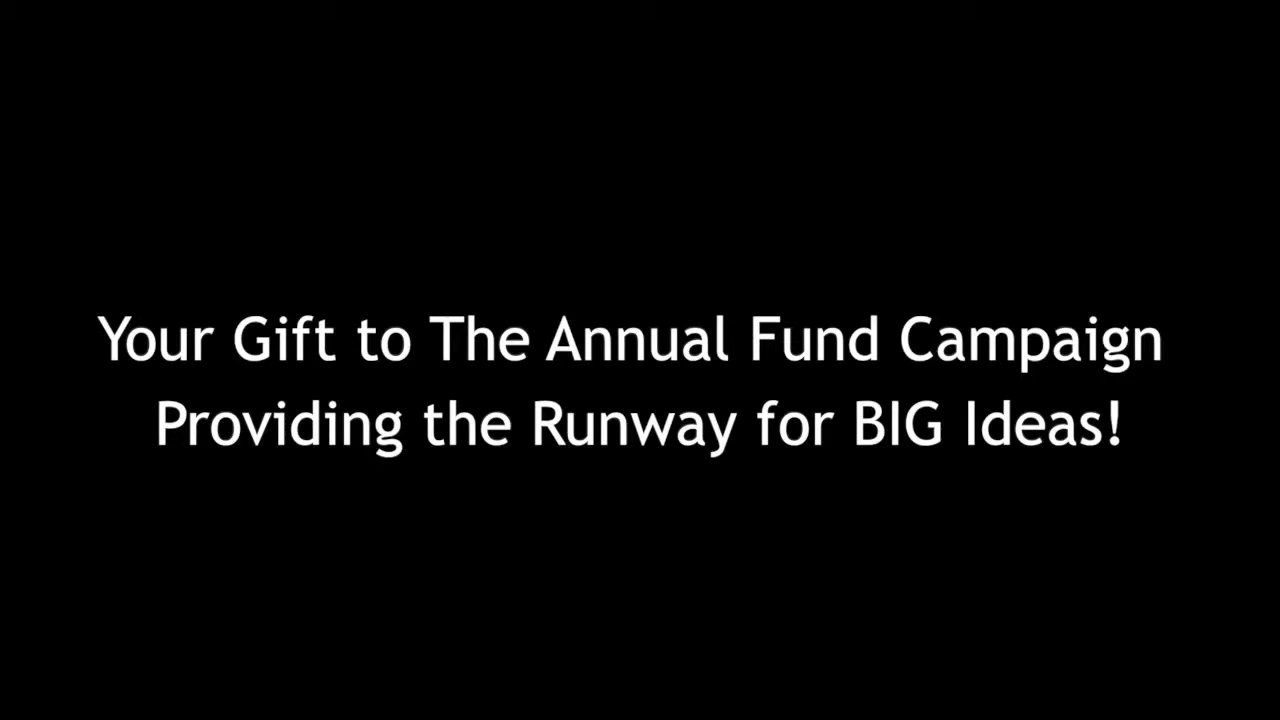 Your Gift to The Annual Fund Campaign
Providing the Runway for BIG Ideas!